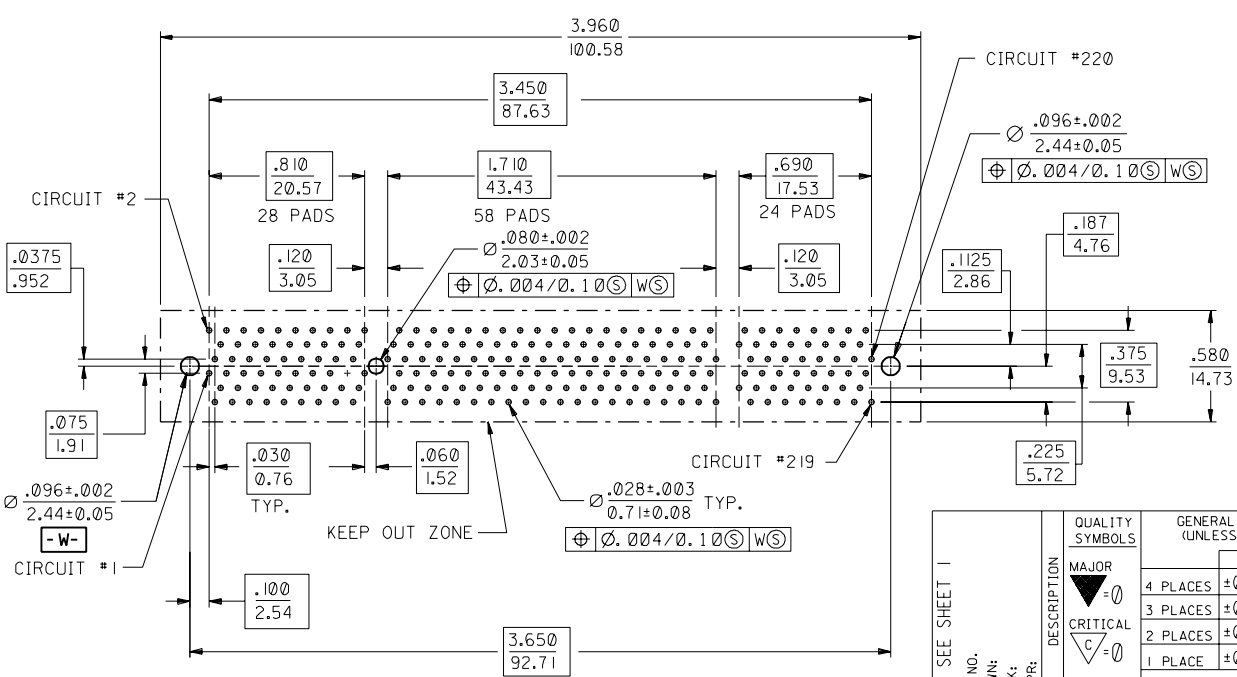 3.960
100.58
CIRCUIT #220
3.450
87.63
Ø .096±.002
2.44±0.05
⌖ Ø.004/0.10Ⓢ WⓈ
.810
20.57
28 PADS
1.710
43.43
58 PADS
.690
17.53
24 PADS
CIRCUIT #2
.187
4.76
.0375
.952
.120
3.05
Ø .080±.002
2.03±0.05
⌖ Ø.004/0.10Ⓢ WⓈ
.120
3.05
.1125
2.86
.375
9.53
.580
14.73
.075
1.91
.030
0.76
TYP.
.060
1.52
CIRCUIT #219
.225
5.72
Ø .096±.002
2.44±0.05
-W-
CIRCUIT #1
KEEP OUT ZONE
Ø .028±.003 TYP.
0.71±0.08
⌖ Ø.004/0.10Ⓢ WⓈ
.100
2.54
3.650
92.71
SEE SHEET 1
DESCRIPTION
QUALITY
SYMBOLS
MAJOR
=0
CRITICAL
C =0
GENERAL
(UNLESS
4 PLACES
3 PLACES
2 PLACES
1 PLACE
NO.